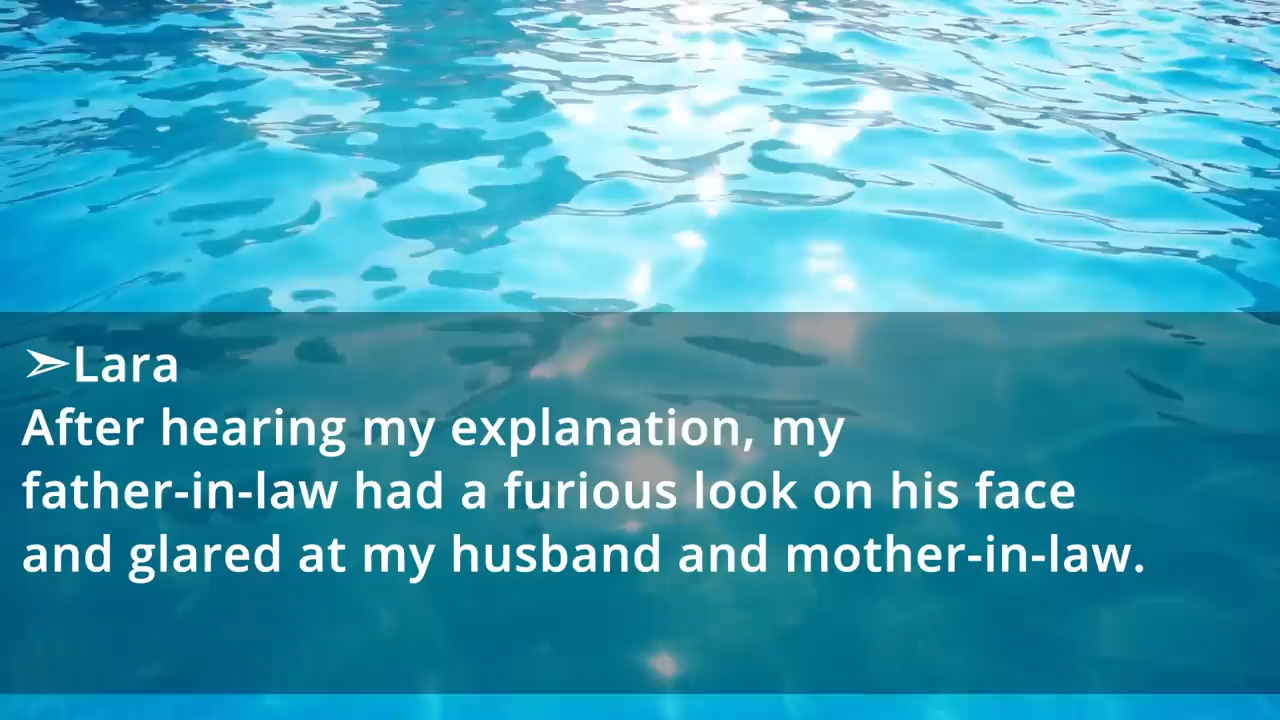 ➢Lara
After hearing my explanation, my
father-in-law had a furious look on his face
and glared at my husband and mother-in-law.